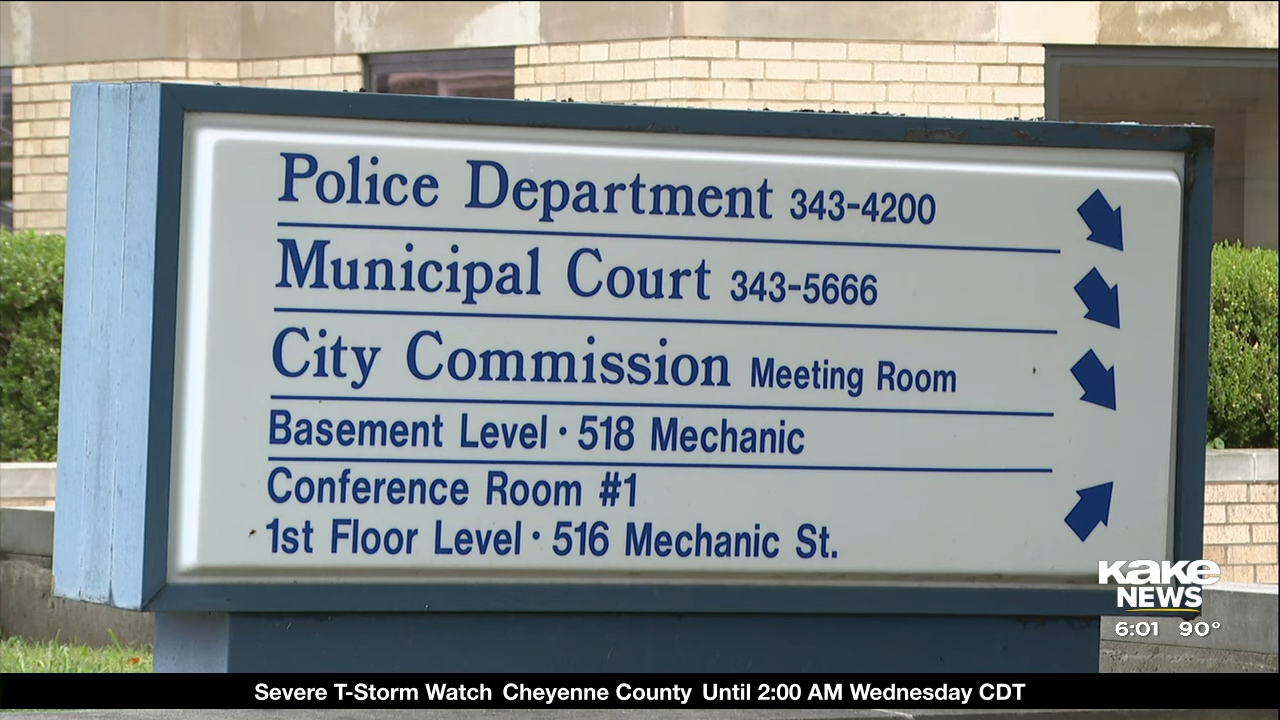 Police Department 343-4200
Municipal Court 343-5666
City Commission Meeting Room
Basement Level · 518 Mechanic
Conference Room #1
1st Floor Level · 516 Mechanic St.
KAKE
NEWS
6:01 90°
Severe T-Storm Watch Cheyenne County Until 2:00 AM Wednesday CDT